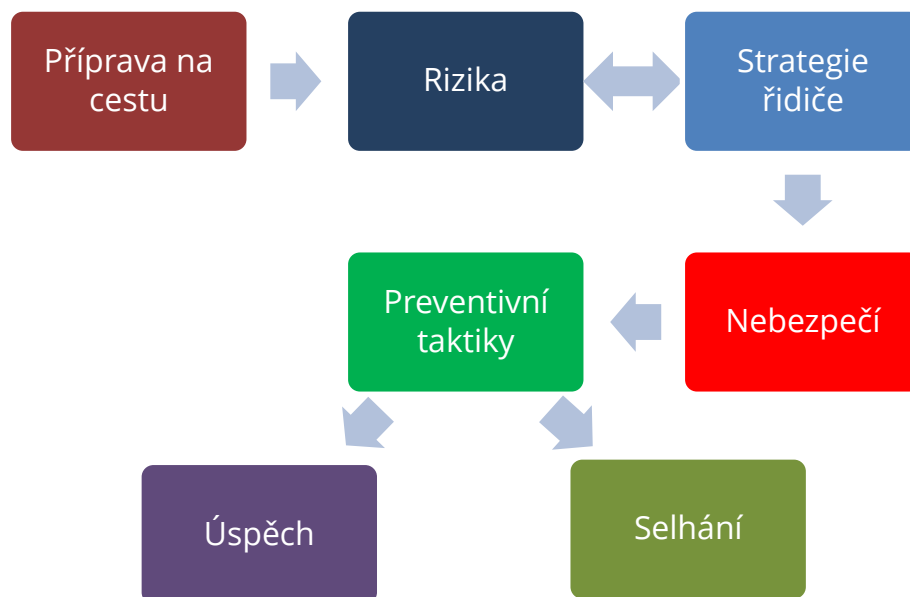 Příprava na
cestu
Rizika
Strategie
řidiče
Preventivní
taktiky
Nebezpečí
Úspěch
Selhání